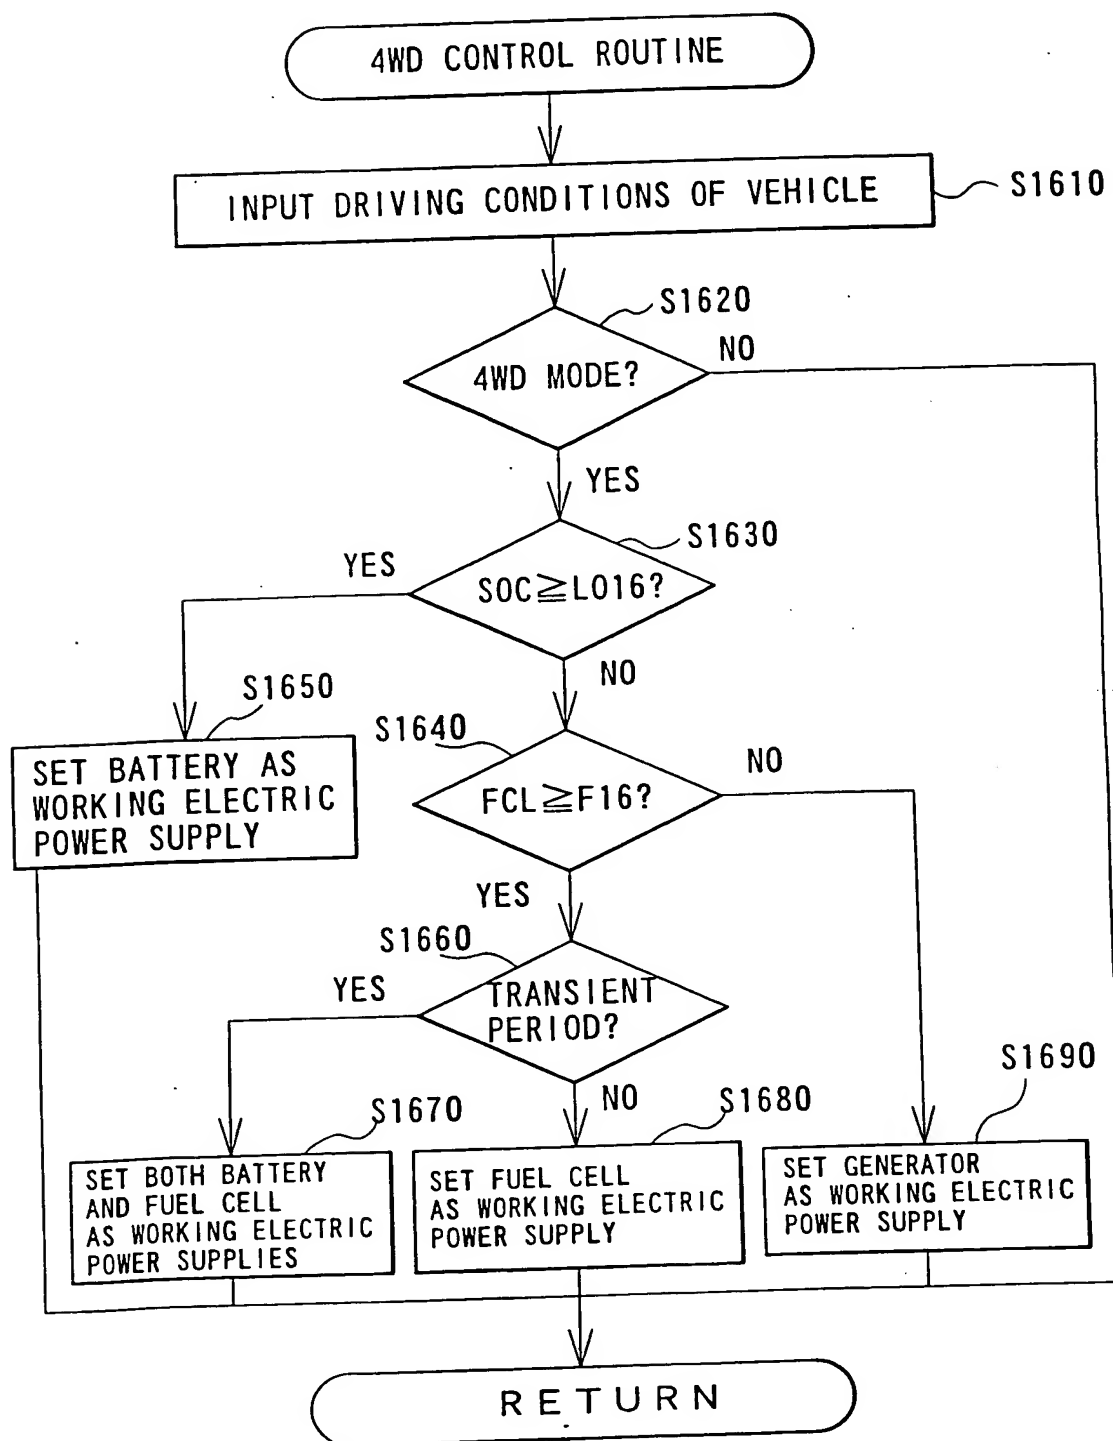 4WD CONTROL ROUTINE
INPUT DRIVING CONDITIONS OF VEHICLE
S1610
S1620
4WD MODE?
NO
YES
S1630
YES
SOC≧LO16?
NO
S1650
SET BATTERY AS
WORKING ELECTRIC
POWER SUPPLY
S1640
FCL≧F16?
NO
YES
S1660
YES
TRANSIENT
PERIOD?
NO
S1670
SET BOTH BATTERY
AND FUEL CELL
AS WORKING ELECTRIC
POWER SUPPLIES
S1680
SET FUEL CELL
AS WORKING ELECTRIC
POWER SUPPLY
S1690
SET GENERATOR
AS WORKING ELECTRIC
POWER SUPPLY
RETURN